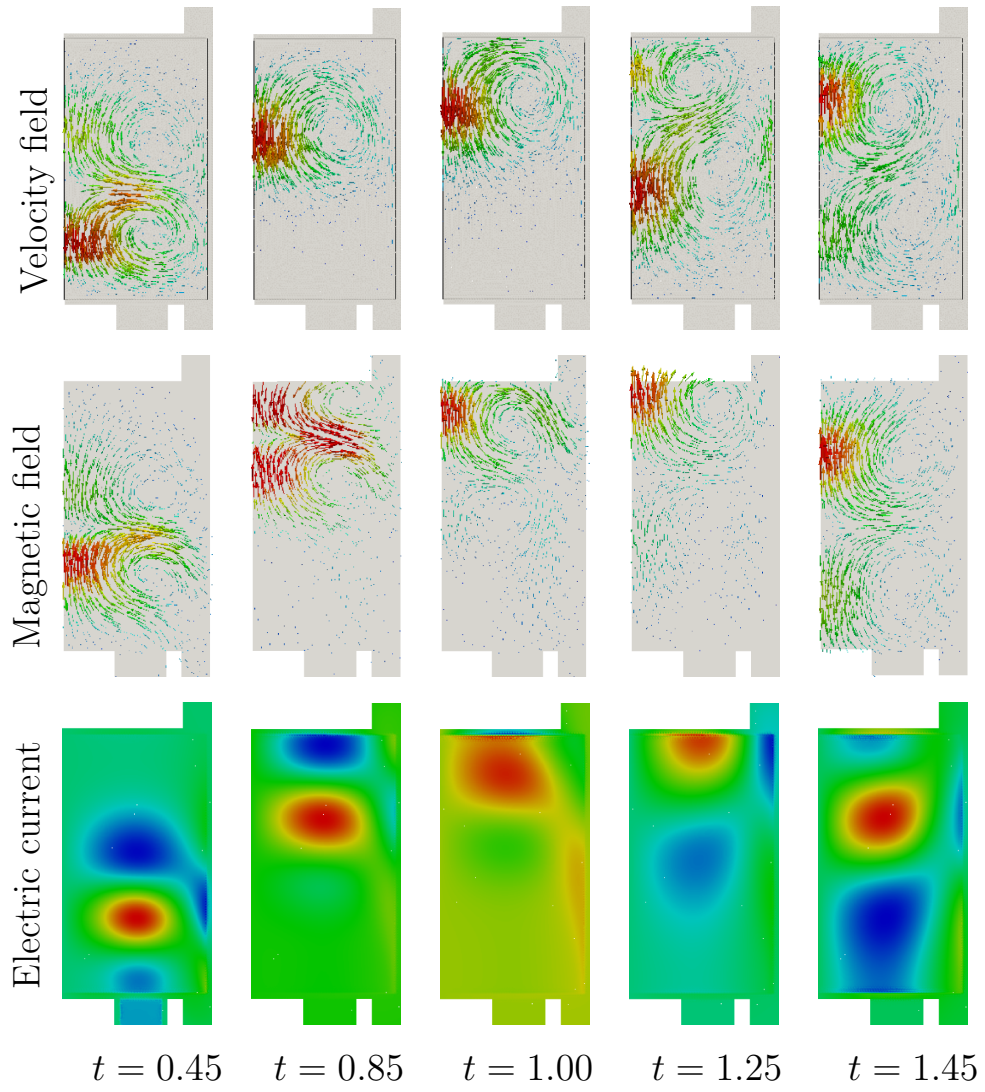 Velocity field
Magnetic field
Electric current
t = 0.45
t = 0.85
t = 1.00
t = 1.25
t = 1.45